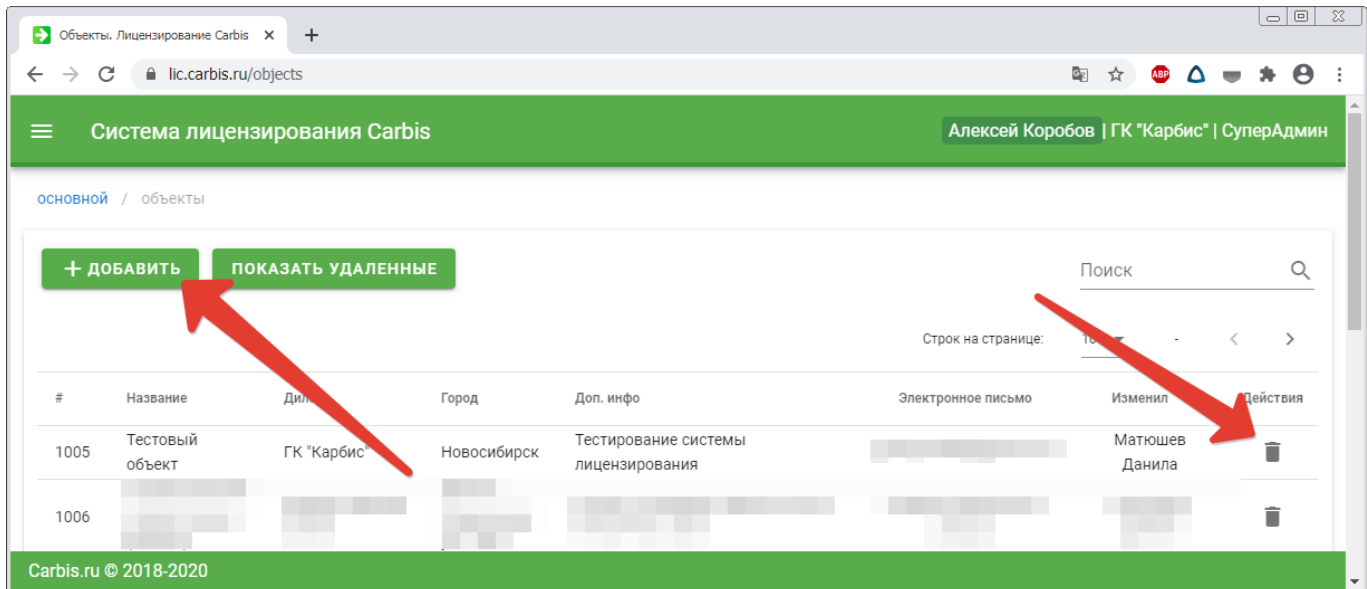 Объекты. Лицензирование Carbis
lic.carbis.ru/objects
ABP
Система лицензирования Carbis
Алексей Коробов | ГК "Карбис" | СуперАдмин
основной / объекты
+ ДОБАВИТЬ ПОКАЗАТЬ УДАЛЕННЫЕ
Поиск
Строк на странице: -
# Название Город Доп. инфо Электронное письмо Изменил Действия
1005 Тестовый объект ГК "Карбис" Новосибирск Тестирование системы лицензирования Матюшев Данила
1006
Carbis.ru © 2018-2020